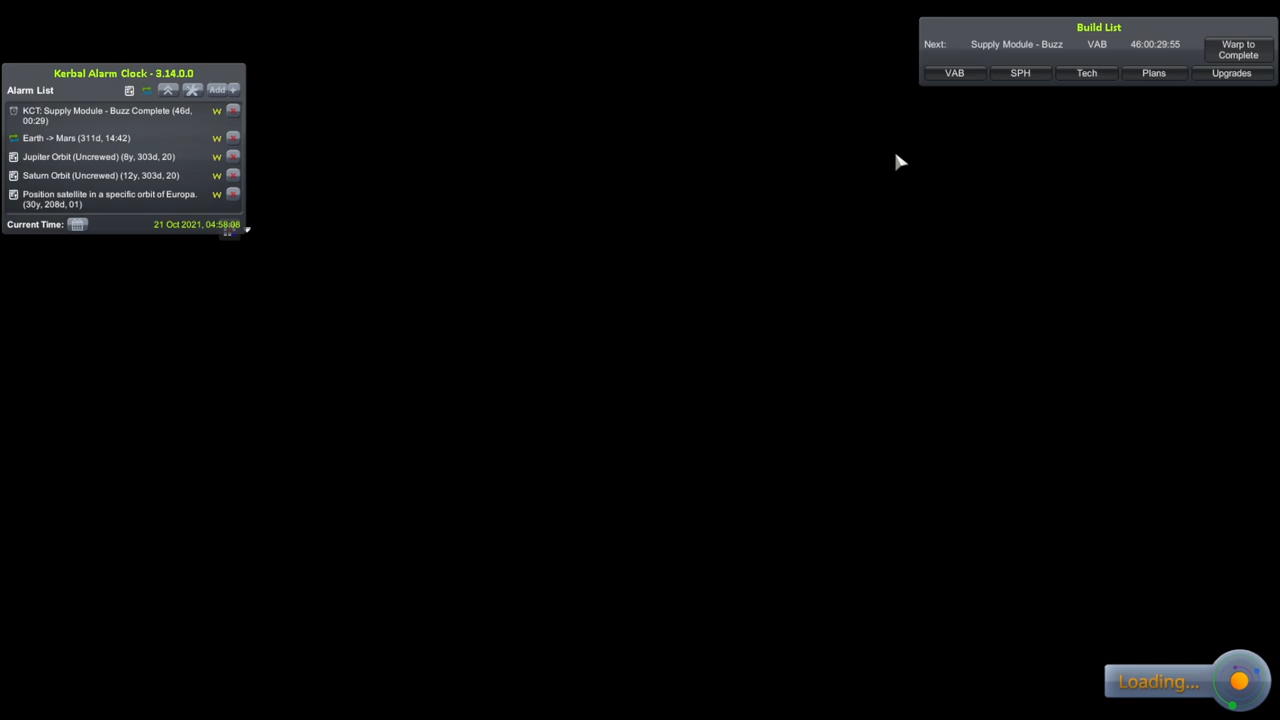 Build List
Next: Supply Module - Buzz VAB 46:00:29:55 Warp to Complete
VAB SPH Tech Plans Upgrades
Kerbal Alarm Clock - 3.14.0.0
Alarm List Add +
KCT: Supply Module - Buzz Complete (46d,
00:29) W
Earth -> Mars (311d, 14:42) W
Jupiter Orbit (Uncrewed) (8y, 303d, 20) W
Saturn Orbit (Uncrewed) (12y, 303d, 20) W
Position satellite in a specific orbit of Europa.
(30y, 208d, 01) W
Current Time: 21 Oct 2021, 04:58:08
Loading...